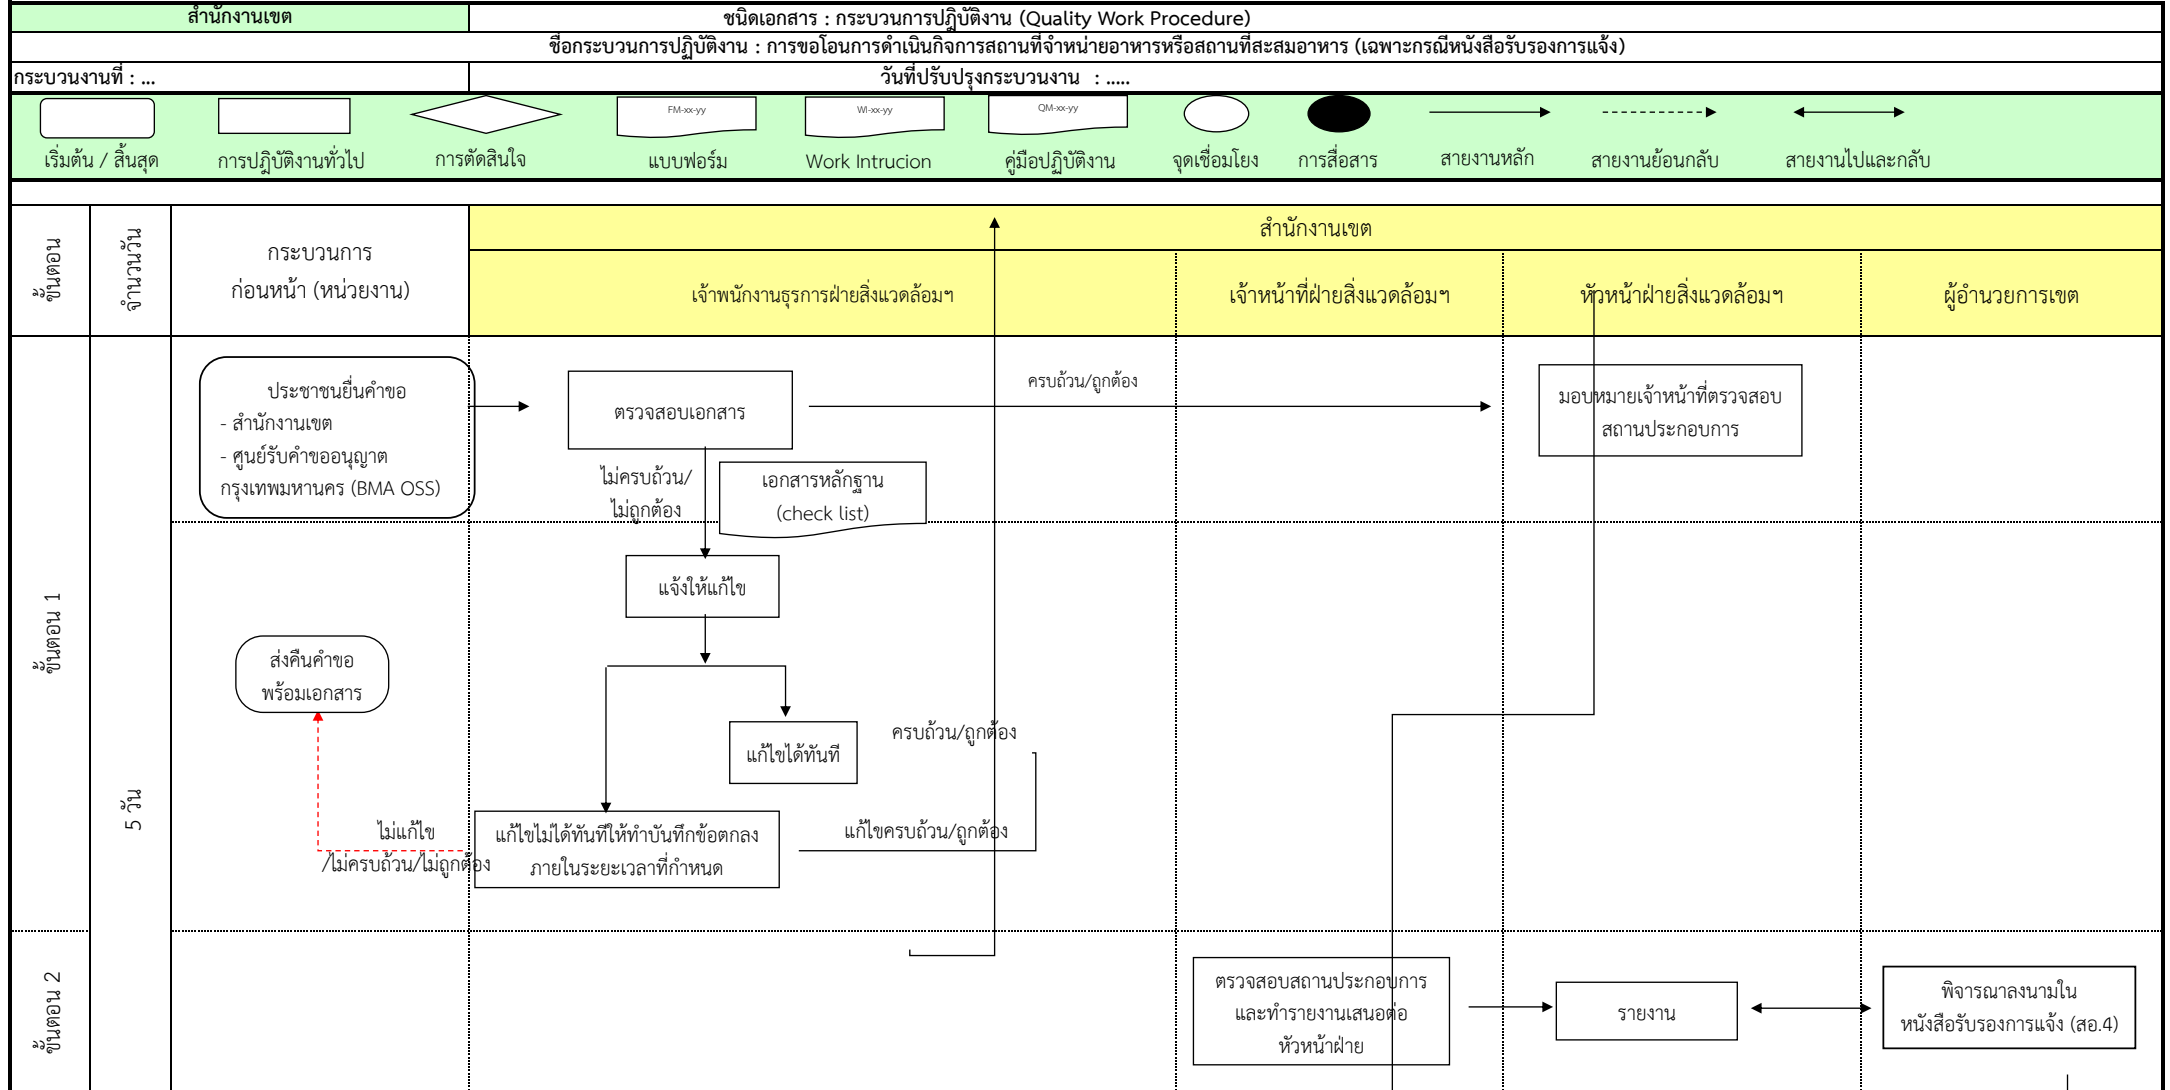 สำนักงานเขต
ชนิดเอกสาร : กระบวนการปฏิบัติงาน (Quality Work Procedure)
ชื่อกระบวนการปฏิบัติงาน : การขอโอนการดำเนินกิจการสถานที่จำหน่ายอาหารหรือสถานที่สะสมอาหาร (เฉพาะกรณีหนังสือรับรองการแจ้ง)
กระบวนงานที่ : ...
วันที่ปรับปรุงกระบวนงาน : .....
FM-xx-yy
WI-xx-yy
QM-xx-yy
เริ่มต้น / สิ้นสุด
การปฏิบัติงานทั่วไป
การตัดสินใจ
แบบฟอร์ม
Work Intrucion
คู่มือปฏิบัติงาน
จุดเชื่อมโยง
การสื่อสาร
สายงานหลัก
สายงานย้อนกลับ
สายงานไปและกลับ
ขั้นตอน
จำนวนวัน
กระบวนการ
ก่อนหน้า (หน่วยงาน)
สำนักงานเขต
เจ้าพนักงานธุรการฝ่ายสิ่งแวดล้อมฯ
เจ้าหน้าที่ฝ่ายสิ่งแวดล้อมฯ
หัวหน้าฝ่ายสิ่งแวดล้อมฯ
ผู้อำนวยการเขต
ขั้นตอน 1
5 วัน
ประชาชนยื่นคำขอ
- สำนักงานเขต
- ศูนย์รับคำขออนุญาต
กรุงเทพมหานคร (BMA OSS)
ตรวจสอบเอกสาร
ครบถ้วน/ถูกต้อง
มอบหมายเจ้าหน้าที่ตรวจสอบ
สถานประกอบการ
ไม่ครบถ้วน/
ไม่ถูกต้อง
เอกสารหลักฐาน
(check list)
แจ้งให้แก้ไข
ส่งคืนคำขอ
พร้อมเอกสาร
แก้ไขได้ทันที
ครบถ้วน/ถูกต้อง
ไม่แก้ไข
/ไม่ครบถ้วน/ไม่ถูกต้อง
แก้ไขไม่ได้ทันทีให้ทำบันทึกข้อตกลง
ภายในระยะเวลาที่กำหนด
แก้ไขครบถ้วน/ถูกต้อง
ขั้นตอน 2
ตรวจสอบสถานประกอบการ
และทำรายงานเสนอต่อ
หัวหน้าฝ่าย
รายงาน
พิจารณาลงนามใน
หนังสือรับรองการแจ้ง (สอ.4)